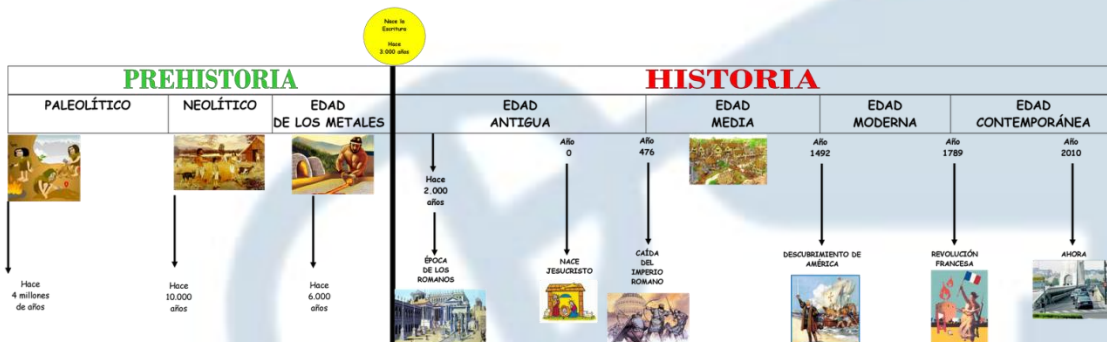 Nace la
Escritura
Hace
3.000 años
PREHISTORIA
HISTORIA
PALEOLÍTICO
NEOLÍTICO
EDAD
DE LOS METALES
EDAD
ANTIGUA
EDAD
MEDIA
EDAD
MODERNA
EDAD
CONTEMPORÁNEA
Hace
4 millones
de años
Hace
10.000
años
Hace
6.000
años
Hace
2.000
años
ÉPOCA
DE LOS
ROMANOS
Año
0
NACE
JESUCRISTO
Año
476
CAÍDA
DEL
IMPERIO
ROMANO
Año
1492
DESCUBRIMIENTO DE
AMÉRICA
Año
1789
REVOLUCIÓN
FRANCESA
Año
2010
AHORA